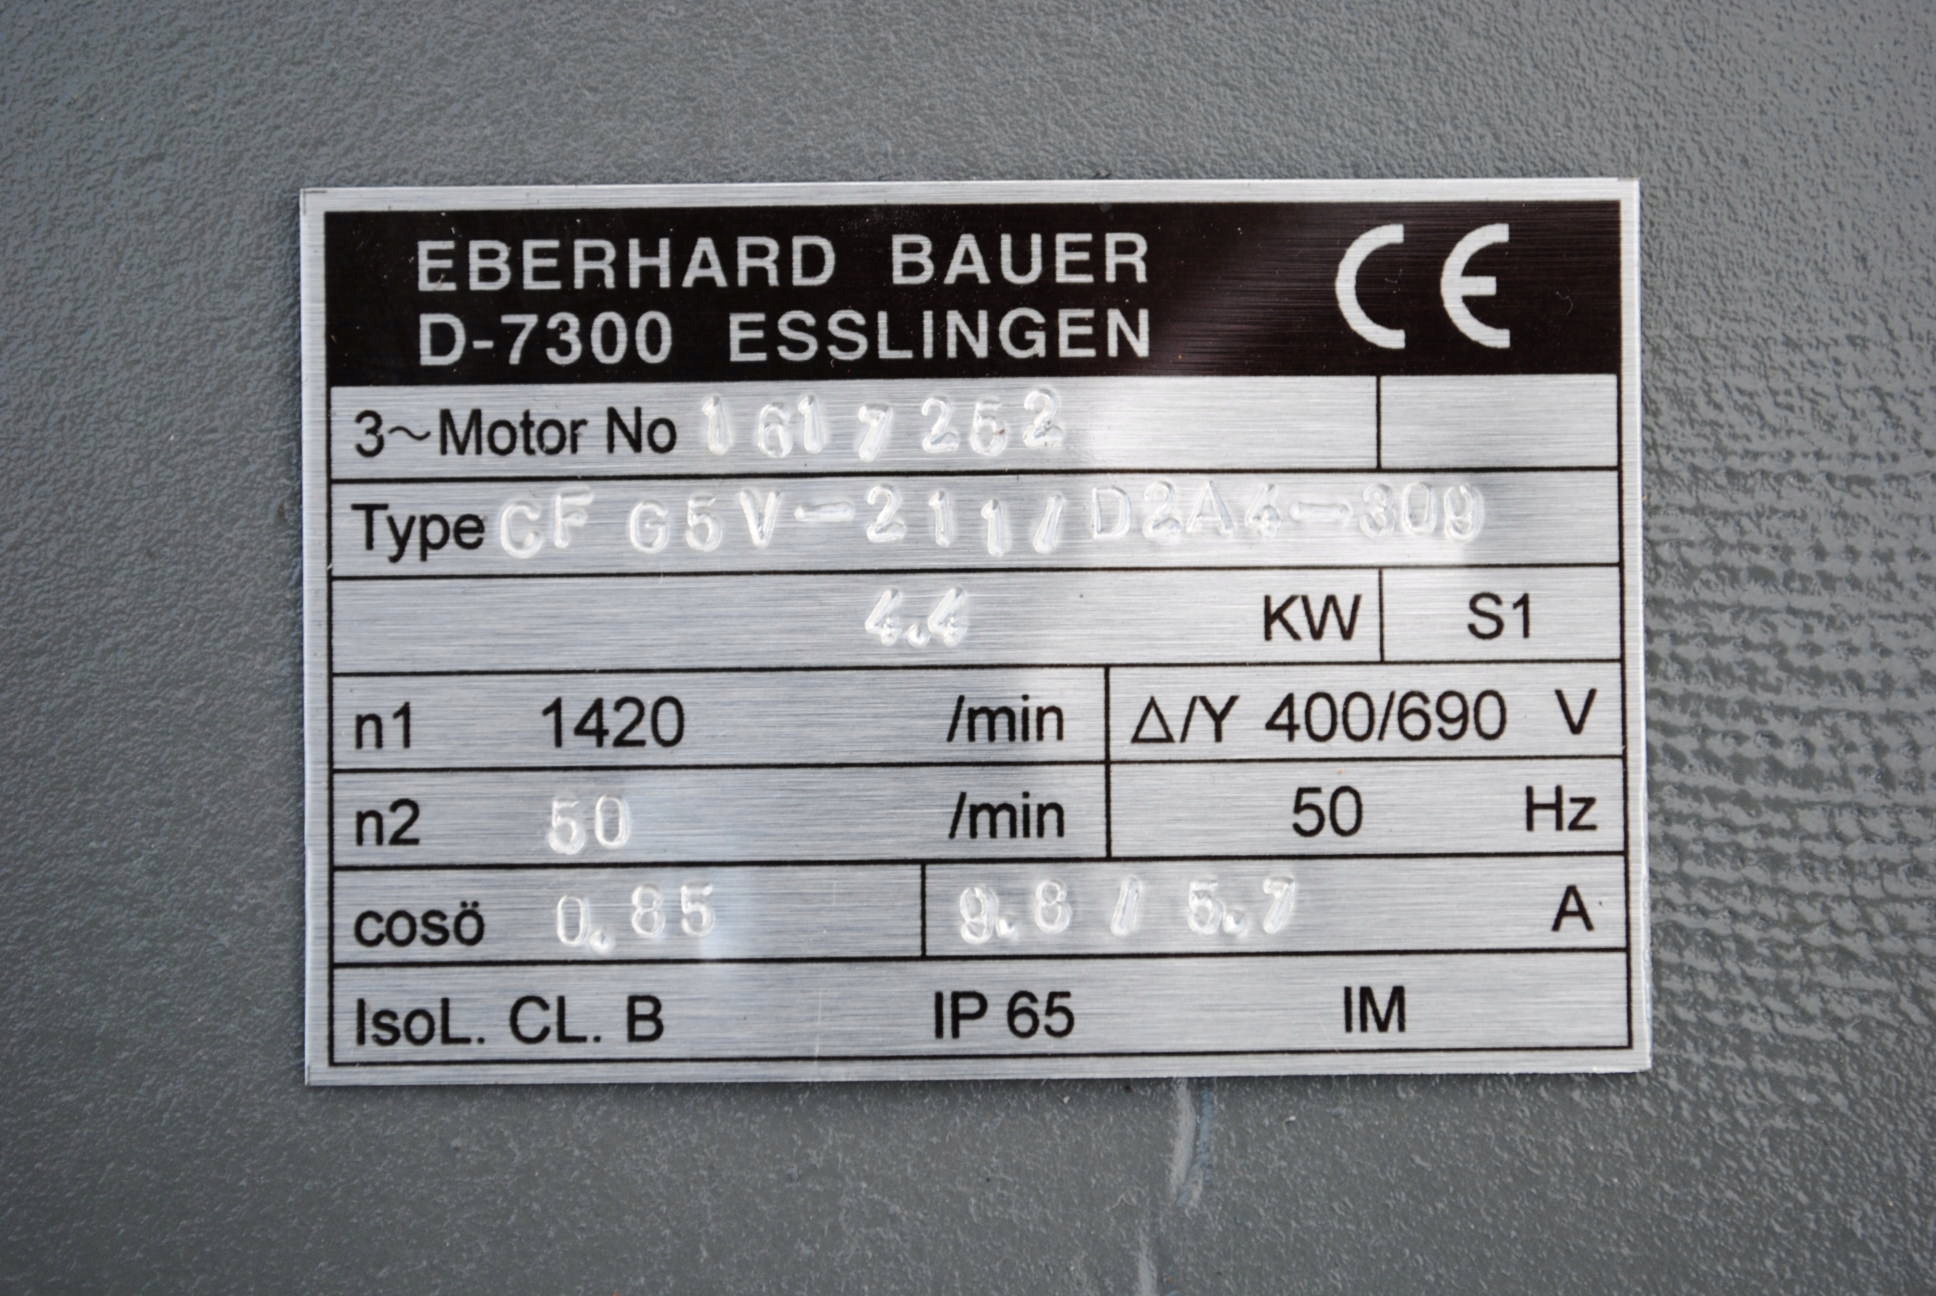 EBERHARD BAUER CE
D-7300 ESSLINGEN
3~Motor No 1617252
Type CF G5V-211/D2A4-309
4.4 KW S1
n1 1420 /min Δ/Y 400/690 V
n2 50 /min 50 Hz
cosö 0.85 9.8 / 5.7 A
IsoL. CL. B IP 65 IM